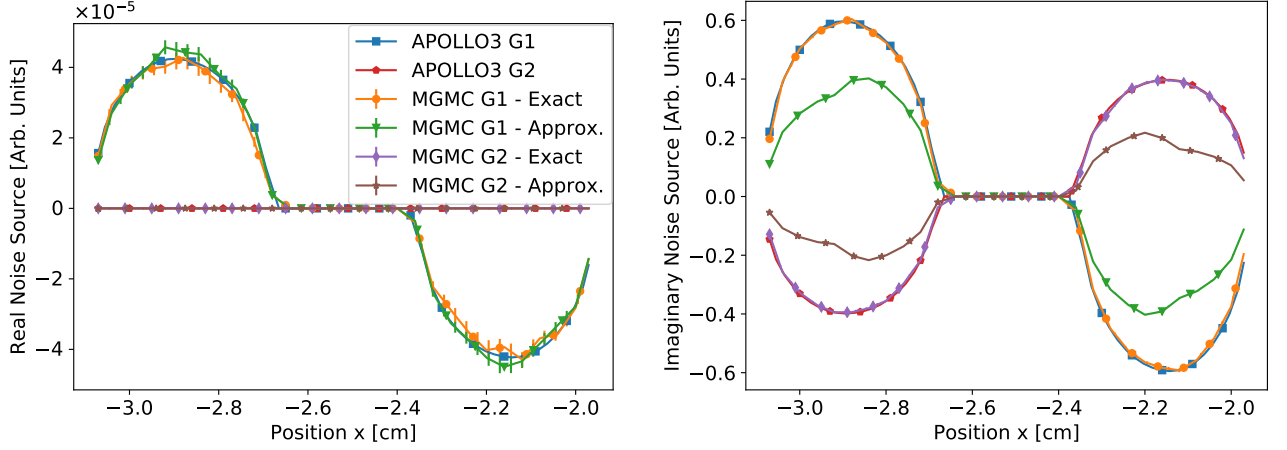 ×10⁻⁵
Real Noise Source [Arb. Units]
4
2
0
−2
−4
APOLLO3 G1
APOLLO3 G2
MGMC G1 - Exact
MGMC G1 - Approx.
MGMC G2 - Exact
MGMC G2 - Approx.
−3.0 −2.8 −2.6 −2.4 −2.2 −2.0
Position x [cm]
Imaginary Noise Source [Arb. Units]
0.6
0.4
0.2
0.0
−0.2
−0.4
−0.6
−3.0 −2.8 −2.6 −2.4 −2.2 −2.0
Position x [cm]